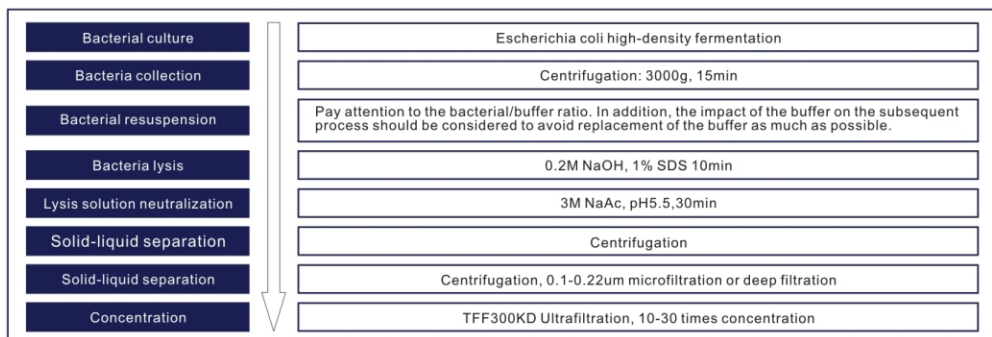 Bacterial culture
Escherichia coli high-density fermentation
Bacteria collection
Centrifugation: 3000g, 15min
Bacterial resuspension
Pay attention to the bacterial/buffer ratio. In addition, the impact of the buffer on the subsequent
process should be considered to avoid replacement of the buffer as much as possible.
Bacteria lysis
0.2M NaOH, 1% SDS 10min
Lysis solution neutralization
3M NaAc, pH5.5,30min
Solid-liquid separation
Centrifugation
Solid-liquid separation
Centrifugation, 0.1-0.22um microfiltration or deep filtration
Concentration
TFF300KD Ultrafiltration, 10-30 times concentration